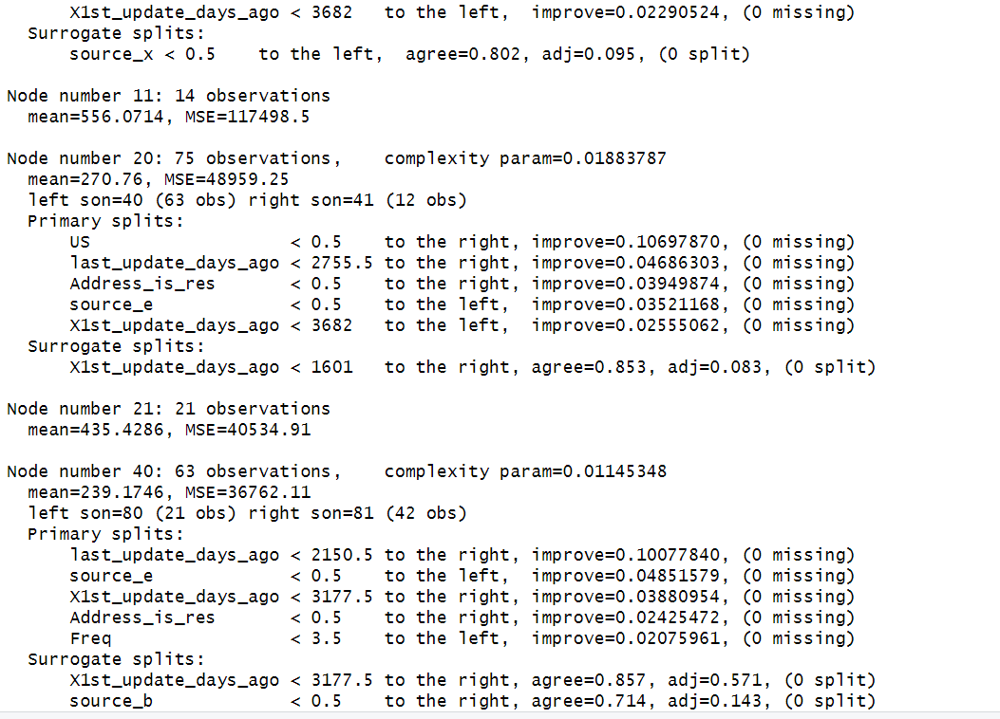 X1st_update_days_ago < 3682   to the left,  improve=0.02290524, (0 missing)
  Surrogate splits:
      source_x < 0.5    to the left,  agree=0.802, adj=0.095, (0 split)

Node number 11: 14 observations
  mean=556.0714, MSE=117498.5

Node number 20: 75 observations,    complexity param=0.01883787
  mean=270.76, MSE=48959.25
  left son=40 (63 obs) right son=41 (12 obs)
  Primary splits:
      US                   < 0.5    to the right, improve=0.10697870, (0 missing)
      last_update_days_ago < 2755.5 to the right, improve=0.04686303, (0 missing)
      Address_is_res       < 0.5    to the right, improve=0.03949874, (0 missing)
      source_e             < 0.5    to the left,  improve=0.03521168, (0 missing)
      X1st_update_days_ago < 3682   to the left,  improve=0.02555062, (0 missing)
  Surrogate splits:
      X1st_update_days_ago < 1601   to the right, agree=0.853, adj=0.083, (0 split)

Node number 21: 21 observations
  mean=435.4286, MSE=40534.91

Node number 40: 63 observations,    complexity param=0.01145348
  mean=239.1746, MSE=36762.11
  left son=80 (21 obs) right son=81 (42 obs)
  Primary splits:
      last_update_days_ago < 2150.5 to the right, improve=0.10077840, (0 missing)
      source_e             < 0.5    to the left,  improve=0.04851579, (0 missing)
      X1st_update_days_ago < 3177.5 to the right, improve=0.03880954, (0 missing)
      Address_is_res       < 0.5    to the right, improve=0.02425472, (0 missing)
      Freq                 < 3.5    to the left,  improve=0.02075961, (0 missing)
  Surrogate splits:
      X1st_update_days_ago < 3177.5 to the right, agree=0.857, adj=0.571, (0 split)
      source_b             < 0.5    to the right, agree=0.714, adj=0.143, (0 split)